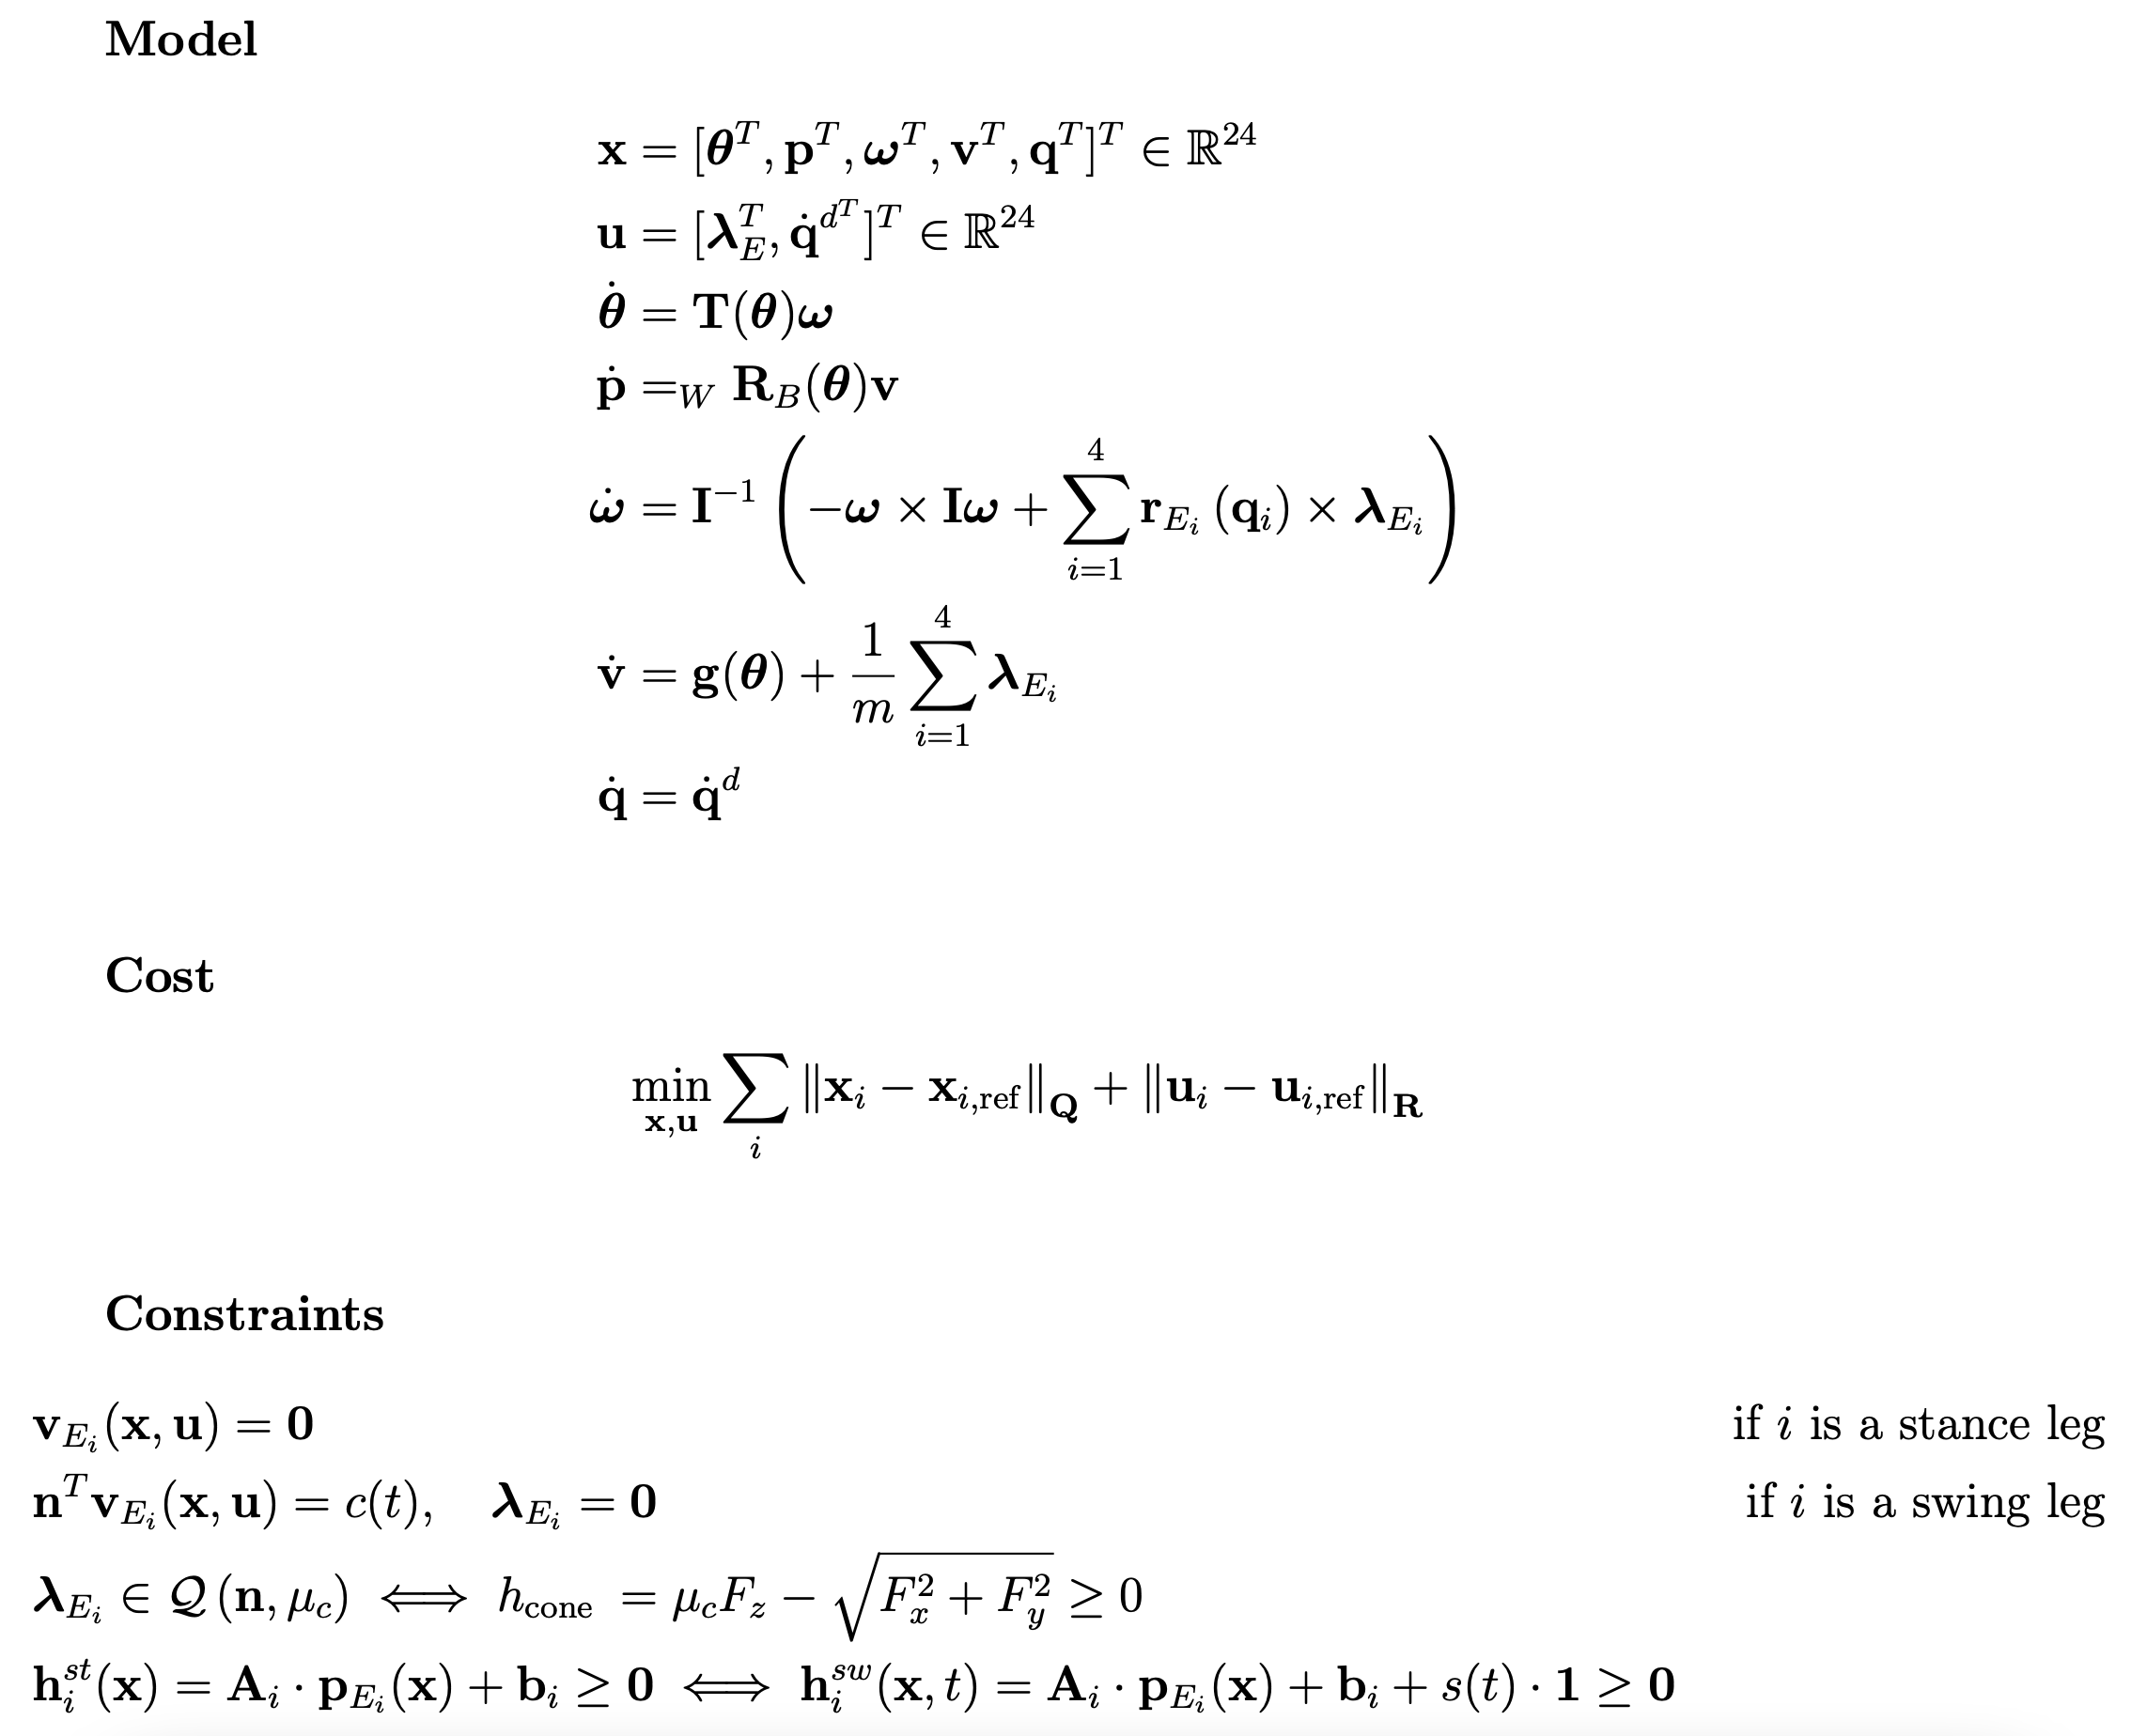 Model
$\mathbf{x} = [\boldsymbol{\theta}^T, \mathbf{p}^T, \boldsymbol{\omega}^T, \mathbf{v}^T, \mathbf{q}^T]^T \in \mathbb{R}^{24}$
$\mathbf{u} = [\boldsymbol{\lambda}_E^T, \dot{\mathbf{q}}^{d^T}]^T \in \mathbb{R}^{24}$
$\dot{\boldsymbol{\theta}} = \mathbf{T}(\boldsymbol{\theta})\boldsymbol{\omega}$
$\dot{\mathbf{p}} =_W \mathbf{R}_B(\boldsymbol{\theta})\mathbf{v}$
$\dot{\boldsymbol{\omega}} = \mathbf{I}^{-1} \left( -\boldsymbol{\omega} \times \mathbf{I}\boldsymbol{\omega} + \sum_{i=1}^{4} \mathbf{r}_{E_i}(\mathbf{q}_i) \times \boldsymbol{\lambda}_{E_i} \right)$
$\dot{\mathbf{v}} = \mathbf{g}(\boldsymbol{\theta}) + \frac{1}{m} \sum_{i=1}^{4} \boldsymbol{\lambda}_{E_i}$
$\dot{\mathbf{q}} = \dot{\mathbf{q}}^d$
Cost
$\min_{\mathbf{x},\mathbf{u}} \sum_i \|\mathbf{x}_i - \mathbf{x}_{i,\text{ref}}\|_{\mathbf{Q}} + \|\mathbf{u}_i - \mathbf{u}_{i,\text{ref}}\|_{\mathbf{R}}$
Constraints
$\mathbf{v}_{E_i}(\mathbf{x}, \mathbf{u}) = \mathbf{0}$ if $i$ is a stance leg
$\mathbf{n}^T \mathbf{v}_{E_i}(\mathbf{x}, \mathbf{u}) = c(t), \quad \boldsymbol{\lambda}_{E_i} = \mathbf{0}$ if $i$ is a swing leg
$\boldsymbol{\lambda}_{E_i} \in \mathcal{Q}(\mathbf{n}, \mu_c) \iff h_{\text{cone}} = \mu_c F_z - \sqrt{F_x^2 + F_y^2} \geq 0$
$\mathbf{h}_i^{st}(\mathbf{x}) = \mathbf{A}_i \cdot \mathbf{p}_{E_i}(\mathbf{x}) + \mathbf{b}_i \geq \mathbf{0} \iff \mathbf{h}_i^{sw}(\mathbf{x}, t) = \mathbf{A}_i \cdot \mathbf{p}_{E_i}(\mathbf{x}) + \mathbf{b}_i + s(t) \cdot \mathbf{1} \geq \mathbf{0}$